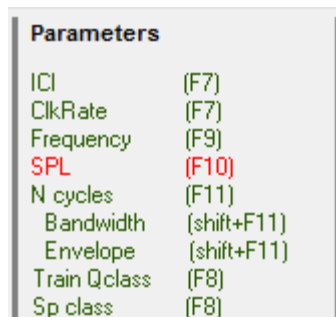 Parameters
ICI (F7)
ClkRate (F7)
Frequency (F9)
SPL (F10)
N cycles (F11)
Bandwidth (shift+F11)
Envelope (shift+F11)
Train Qclass (F8)
Sp class (F8)